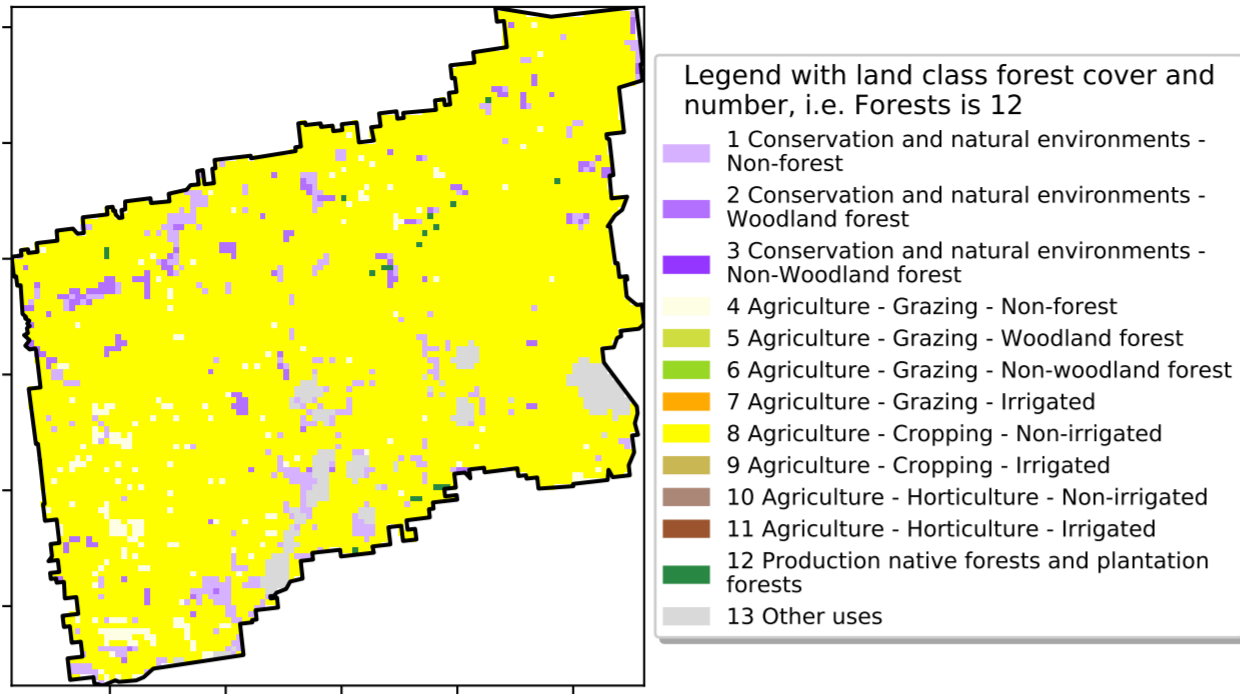 Legend with land class forest cover and
number, i.e. Forests is 12
1 Conservation and natural environments -
Non-forest
2 Conservation and natural environments -
Woodland forest
3 Conservation and natural environments -
Non-Woodland forest
4 Agriculture - Grazing - Non-forest
5 Agriculture - Grazing - Woodland forest
6 Agriculture - Grazing - Non-woodland forest
7 Agriculture - Grazing - Irrigated
8 Agriculture - Cropping - Non-irrigated
9 Agriculture - Cropping - Irrigated
10 Agriculture - Horticulture - Non-irrigated
11 Agriculture - Horticulture - Irrigated
12 Production native forests and plantation
forests
13 Other uses